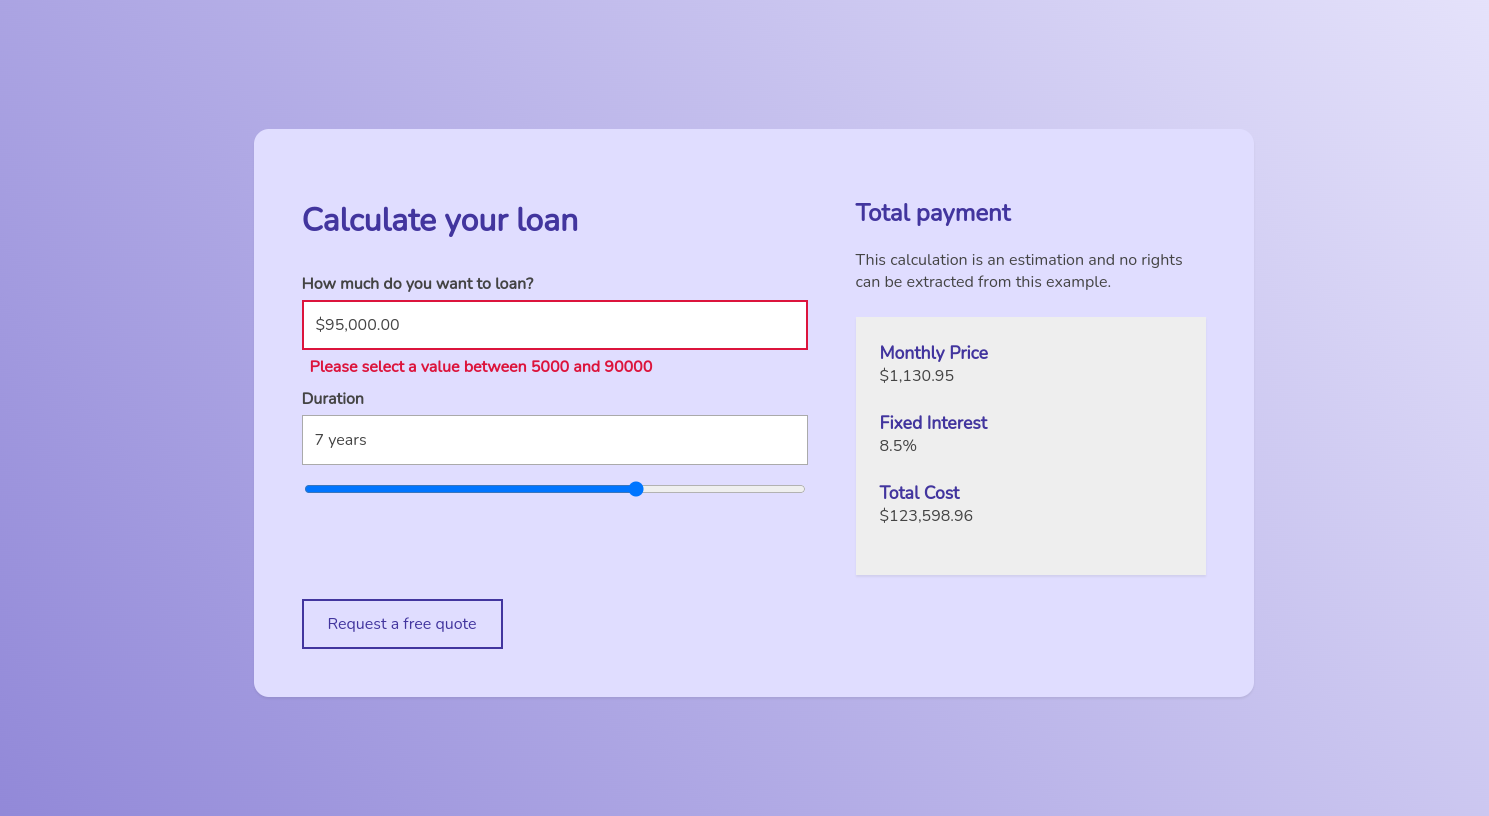 Calculate your loan
How much do you want to loan?
$95,000.00
Please select a value between 5000 and 90000
Duration
7 years
Request a free quote
Total payment
This calculation is an estimation and no rights
can be extracted from this example.
Monthly Price
$1,130.95
Fixed Interest
8.5%
Total Cost
$123,598.96